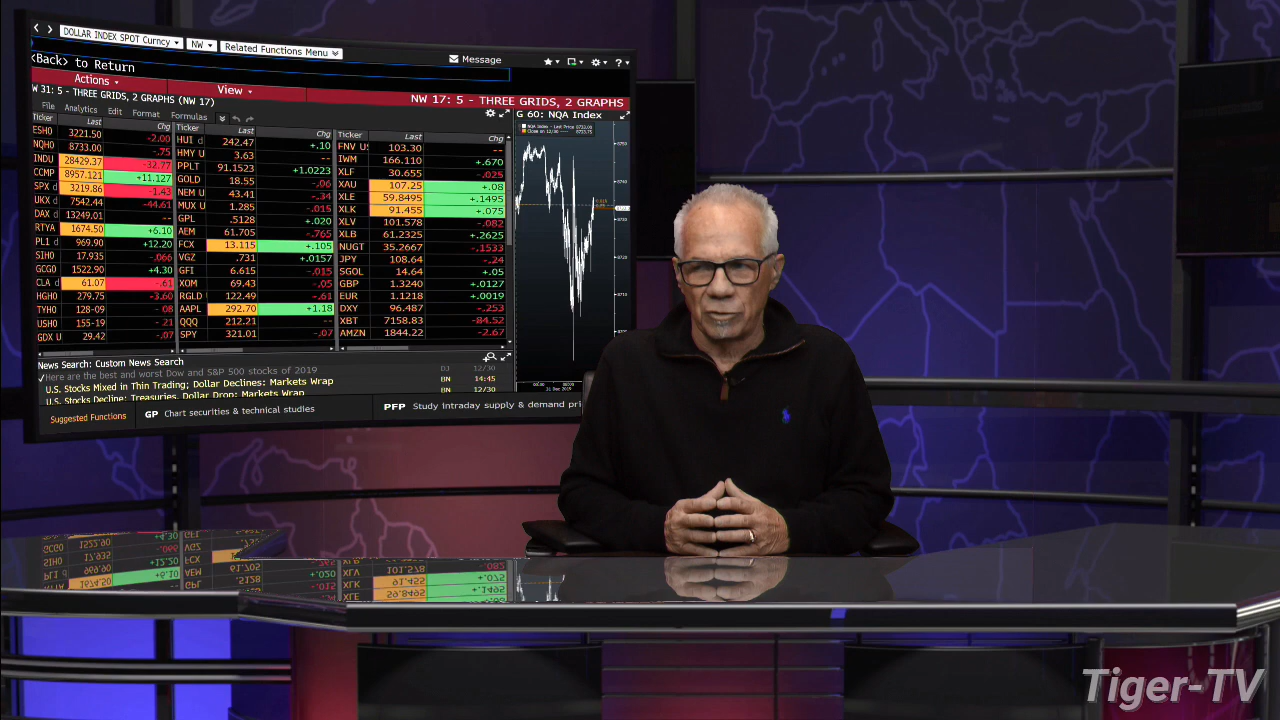 DOLLAR INDEX SPOT Curncy NW Related Functions Menu
Message
<Back> to Return
Actions View NW 17: 5 - THREE GRIDS, 2 GRAPHS
W 31: 5 - THREE GRIDS, 2 GRAPHS (NW 17)
G 60: NQA Index
File Analytics Edit Format Formulas
Ticker Last Chg
ESH0 3221.50 -2.00
NQH0 8733.00 -.75
INDU 28429.37 -32.77
CCMP 8957.121 +11.127
SPX d 3219.86 -1.43
UKX d 7542.44 -44.61
DAX d 13249.01 --
RTYA 1674.50 +6.10
PL1 d 969.90 +12.20
SIH0 17.935 -.066
GCG0 1522.90 +4.30
CLA d 61.07 -.61
HGH0 279.75 -3.60
TYH0 128-09 -08
USH0 155-19 -21
GDX U 29.42 -.07
Ticker Last Chg
HUI d 242.47 +.10
HMY U 3.63 --
PPLT 91.1523 +1.0223
GOLD 18.55 -.06
NEM U 43.41 -.34
MUX U 1.285 -.015
GPL .5128 +.020
AEM 61.705 -.765
FCX 13.115 +.105
VGZ .731 +.0157
GFI 6.615 -.015
XOM 69.43 -.05
RGLD 122.49 -.61
AAPL 292.70 +1.18
QQQ 212.21 --
SPY 321.01 -.07
Ticker Last Chg
FNV US 103.30 --
IWM 166.110 +.670
XLF 30.655 -.025
XAU 107.25 +.08
XLE 59.8495 +.1495
XLK 91.455 +.075
XLV 101.578 -.082
XLB 61.2325 +.2625
NUGT 35.2667 -.1533
JPY 108.64 -.24
SGOL 14.64 +.05
GBP 1.3240 +.0127
EUR 1.1218 +.0019
DXY 96.487 -.253
XBT 7158.83 -84.52
AMZN 1844.22 -2.67
News Search: Custom News Search
Here are the best and worst Dow and S&P 500 stocks of 2019 DJ 12/30
U.S. Stocks Mixed in Thin Trading; Dollar Declines: Markets Wrap BN 14:45
U.S. Stocks Decline; Treasuries, Dollar Drop: Markets Wrap BN 12/30
Suggested Functions GP Chart securities & technical studies PFP Study intraday supply & demand pri
Tiger-TV